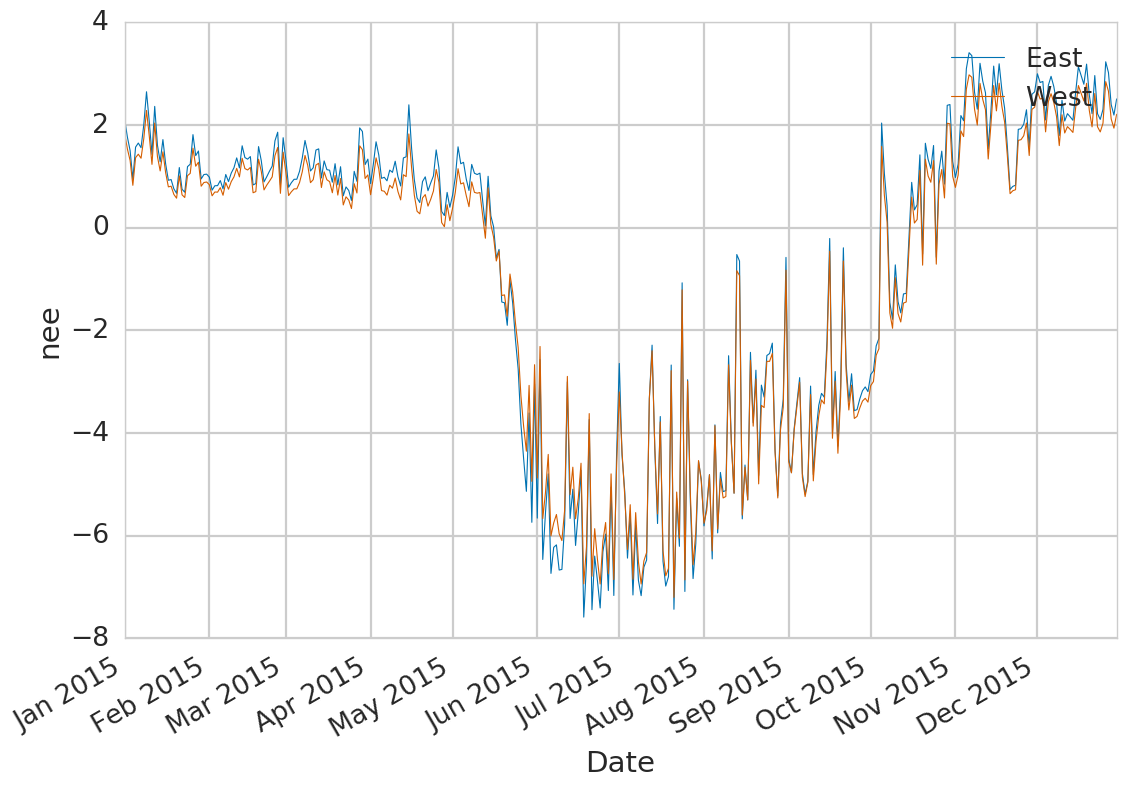 4
2
0
−2
−4
−6
−8
nee
East
West
Jan 2015
Feb 2015
Mar 2015
Apr 2015
May 2015
Jun 2015
Jul 2015
Aug 2015
Sep 2015
Oct 2015
Nov 2015
Dec 2015
Date